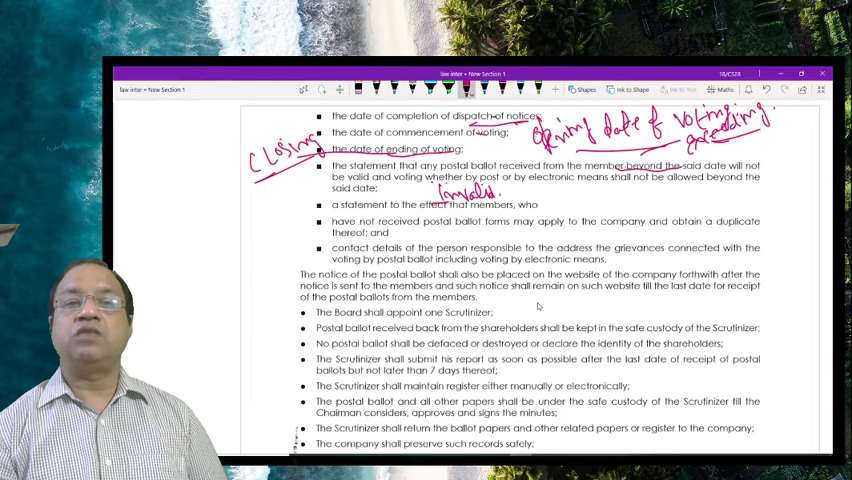 law inter » New Section 1
18/CS28
Shapes
Ink to Shape
Ink to Text
Maths
the date of completion of dispatch of notices;
the date of commencement of voting;
the date of ending of voting;
opening date of voting.
Closing
the statement that any postal ballot received from the member beyond the said date will not
be valid and voting whether by post or by electronic means shall not be allowed beyond the
said date;
invalid.
a statement to the effect that members, who
have not received postal ballot forms may apply to the company and obtain a duplicate
thereof; and
contact details of the person responsible to the address the grievances connected with the
voting by postal ballot including voting by electronic means.
The notice of the postal ballot shall also be placed on the website of the company forthwith after the
notice is sent to the members and such notice shall remain on such website till the last date for receipt
of the postal ballots from the members.
The Board shall appoint one Scrutinizer;
Postal ballot received back from the shareholders shall be kept in the safe custody of the Scrutinizer;
No postal ballot shall be defaced or destroyed or declare the identity of the shareholders;
The Scrutinizer shall submit his report as soon as possible after the last date of receipt of postal
ballots but not later than 7 days thereof;
The Scrutinizer shall maintain register either manually or electronically;
The postal ballot and all other papers shall be under the safe custody of the Scrutinizer till the
Chairman considers, approves and signs the minutes;
The Scrutinizer shall return the ballot papers and other related papers or register to the company;
The company shall preserve such records safely;